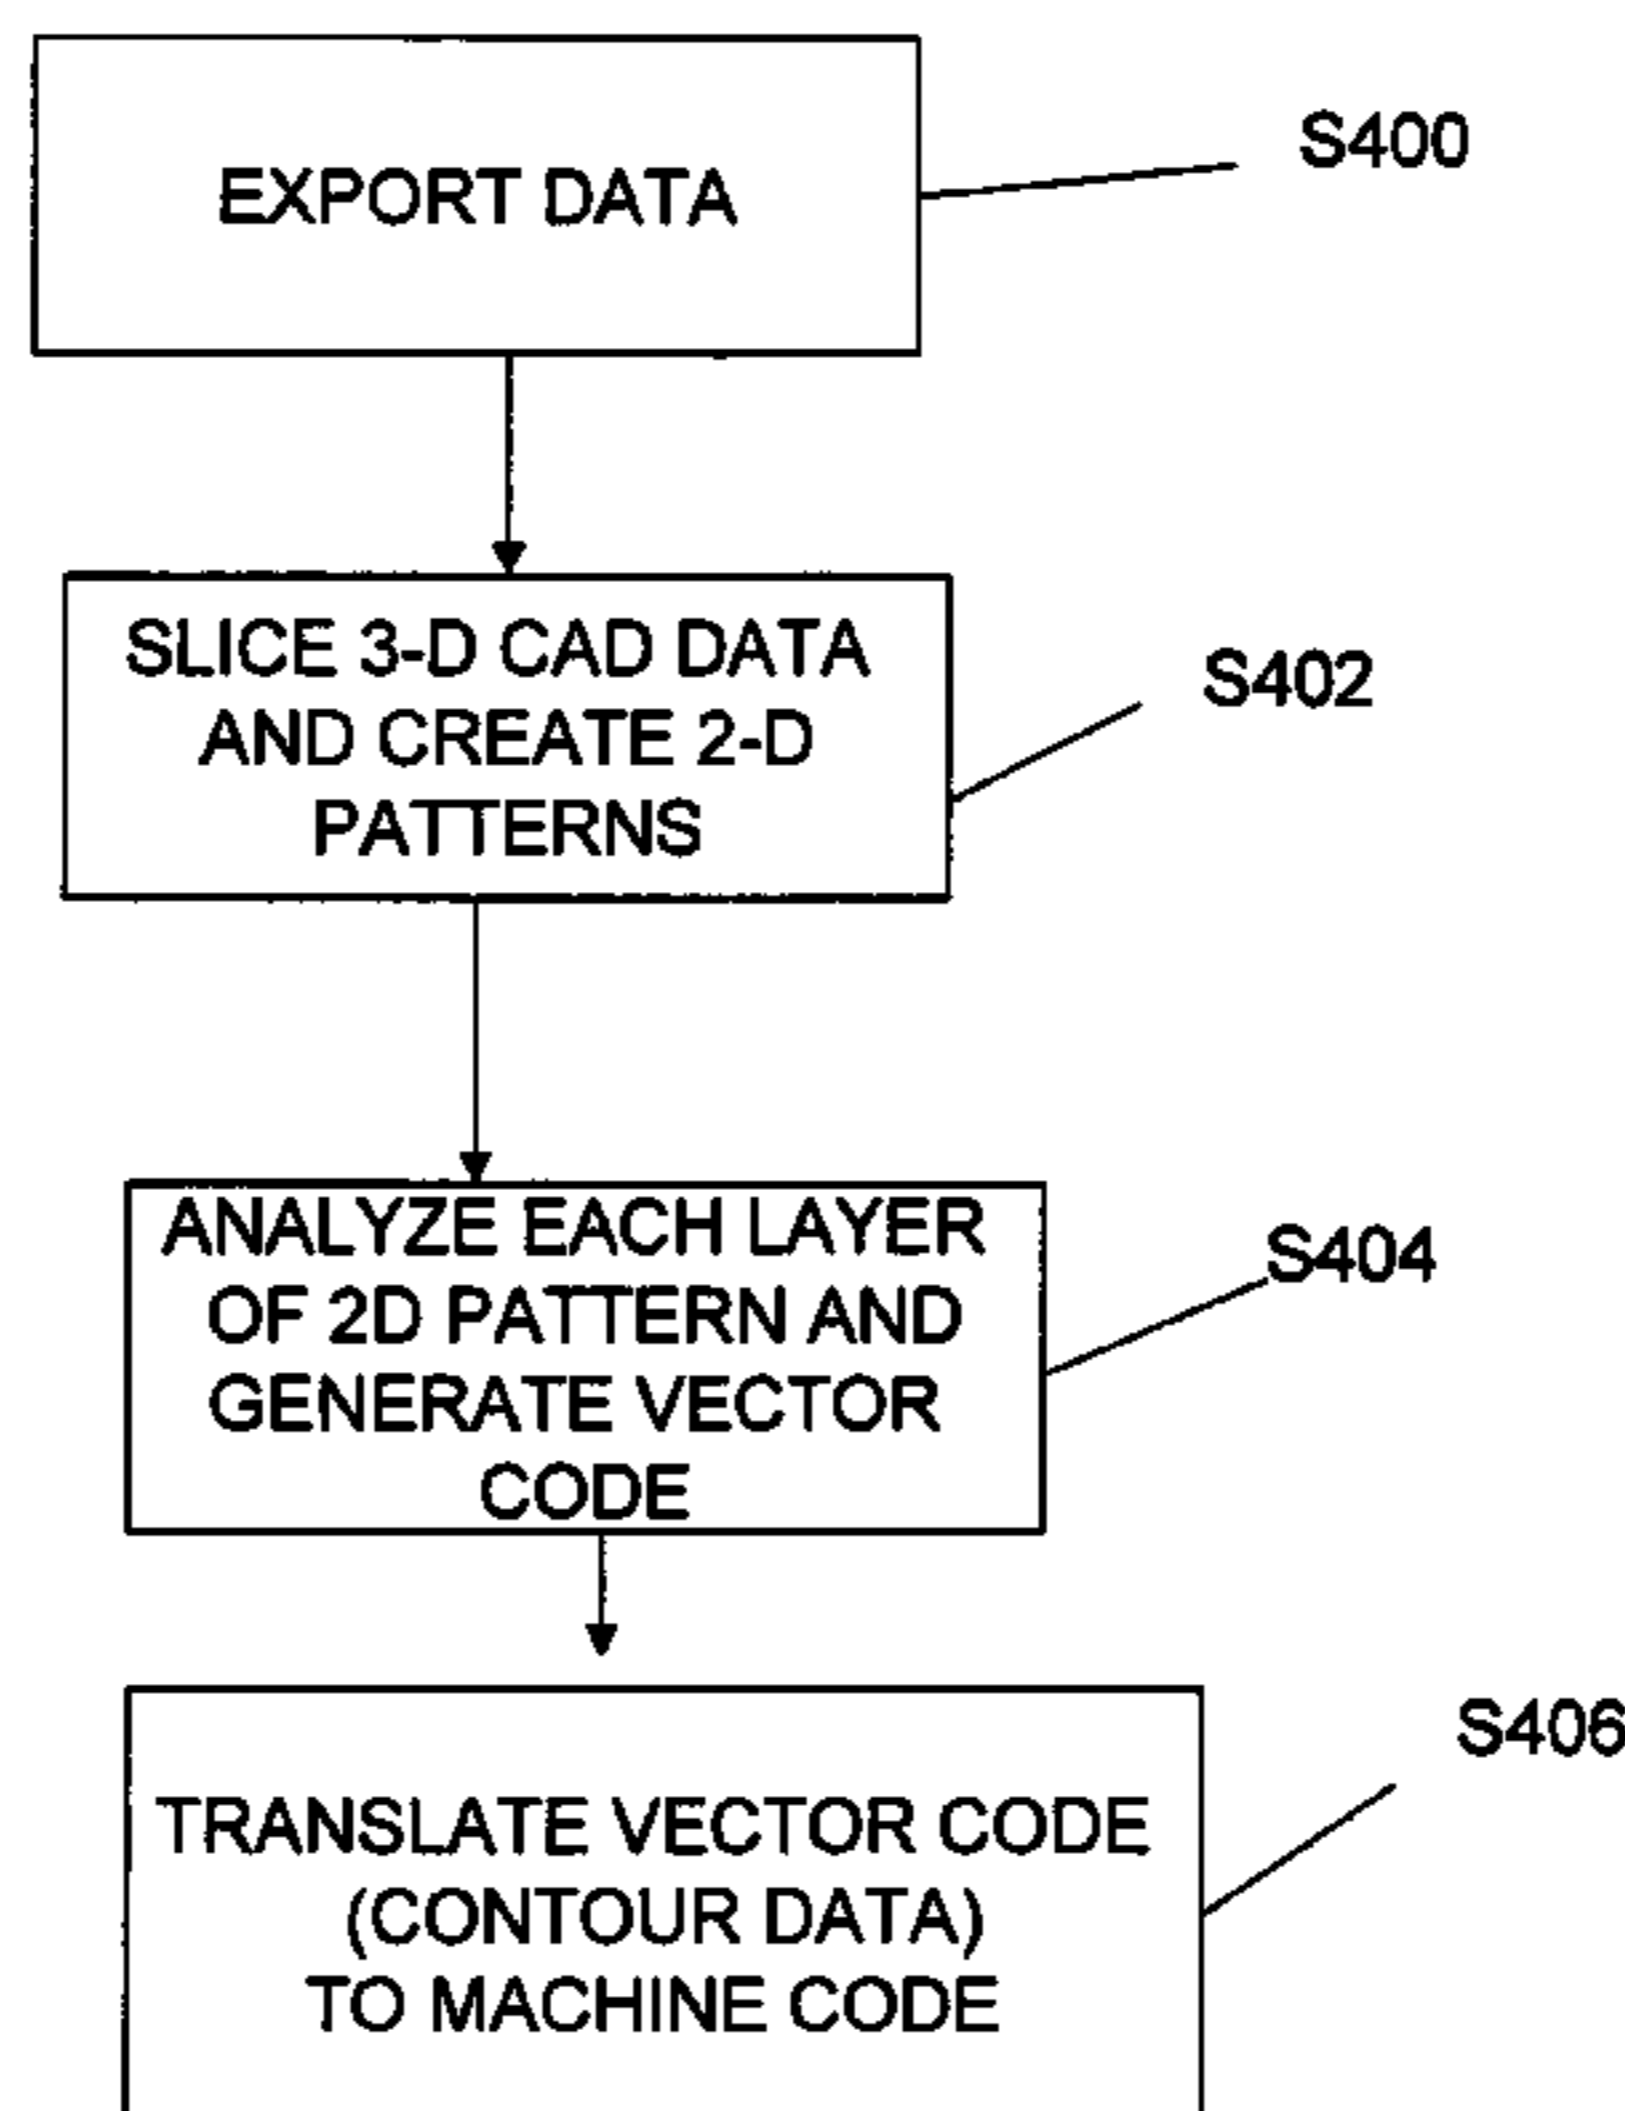 EXPORT DATA
S400
SLICE 3-D CAD DATA
AND CREATE 2-D
PATTERNS
S402
ANALYZE EACH LAYER
OF 2D PATTERN AND
GENERATE VECTOR
CODE
S404
TRANSLATE VECTOR CODE
(CONTOUR DATA)
TO MACHINE CODE
S406